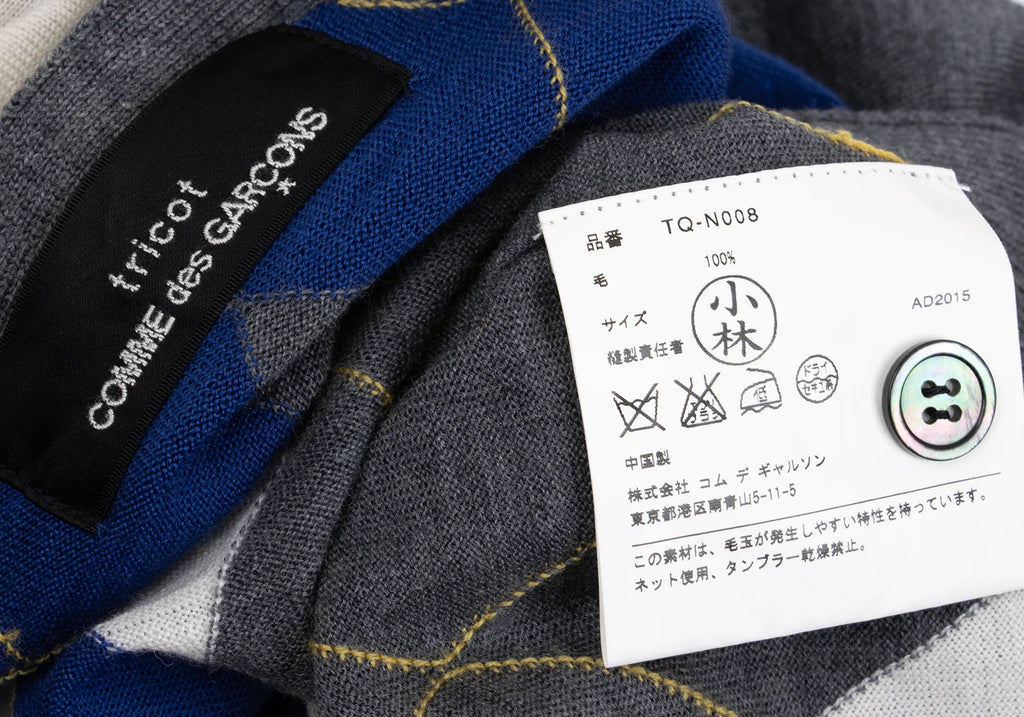 tricot
COMME des GARÇONS
*
品番 TQ-N008
毛 100%
サイズ
AD2015
縫製責任者
小林
低
ドライ
セキユ系
中国製
株式会社 コム デ ギャルソン
東京都港区南青山5-11-5
この素材は、毛玉が発生しやすい特性を持っています。
ネット使用、タンブラー乾燥禁止。